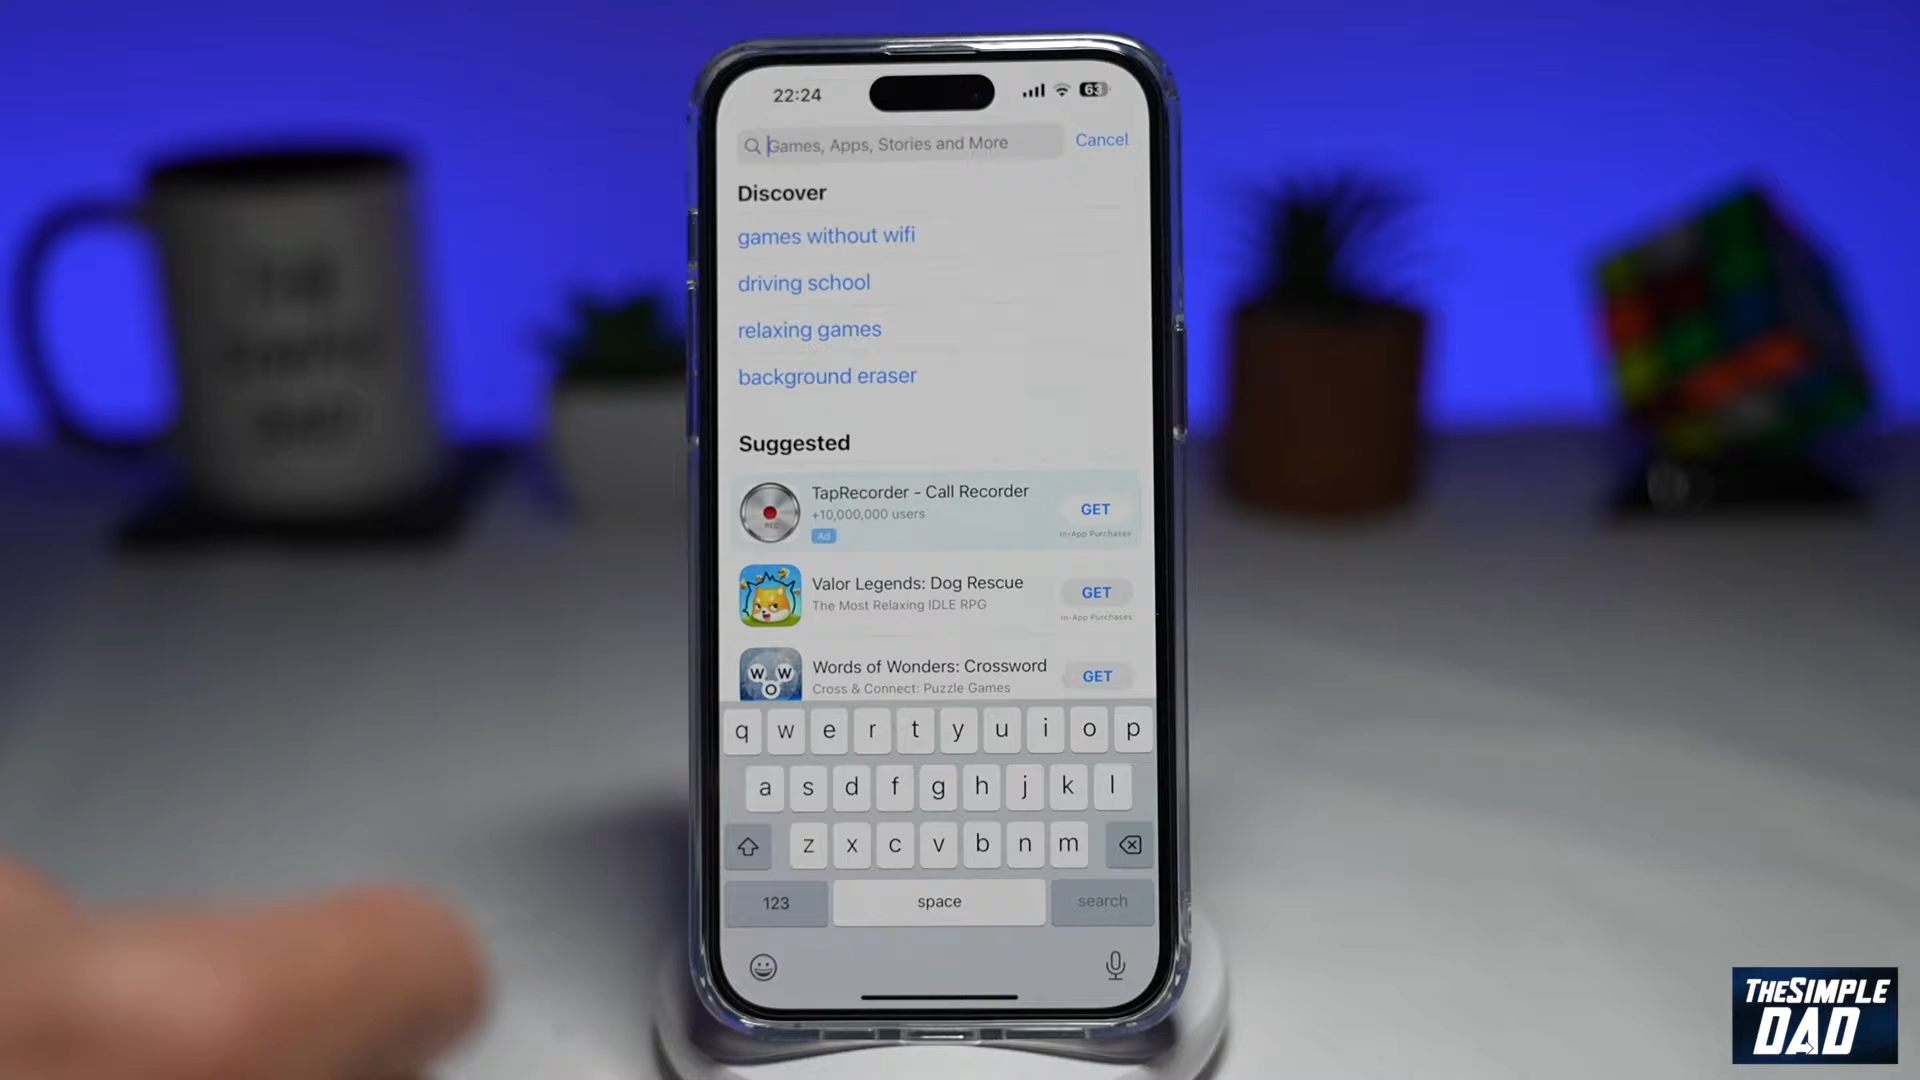 22:24
63
Games, Apps, Stories and More
Cancel
Discover
games without wifi
driving school
relaxing games
background eraser
Suggested
TapRecorder - Call Recorder
+10,000,000 users
Ad
GET
In-App Purchases
REC
Valor Legends: Dog Rescue
The Most Relaxing IDLE RPG
GET
In-App Purchases
Words of Wonders: Crossword
Cross & Connect: Puzzle Games
GET
W W
O
q w e r t y u i o p
a s d f g h j k l
z x c v b n m
123
space
search
THESIMPLE
DAD